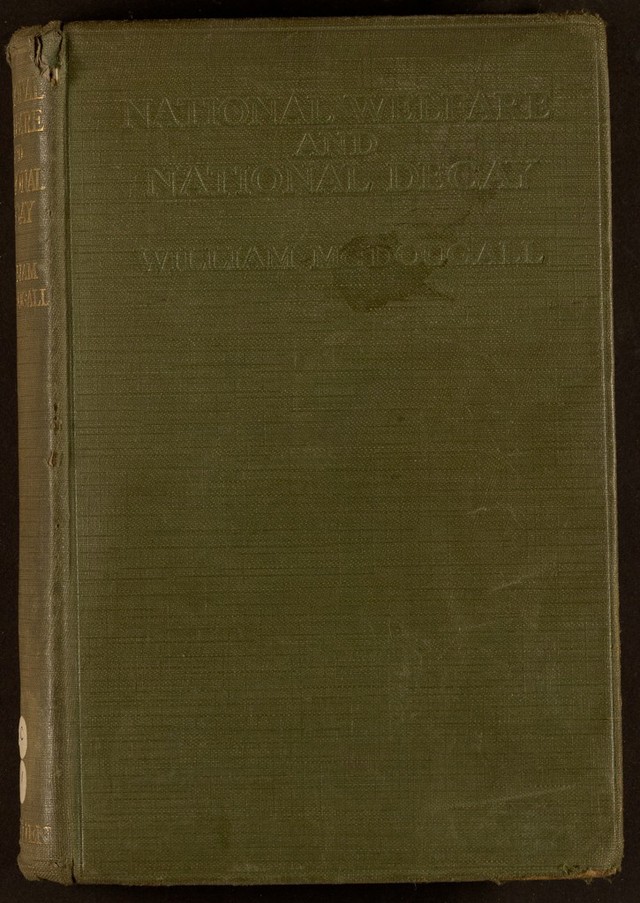 NATIONAL WELFARE
AND
NATIONAL DECAY
WILLIAM McDOUGALL